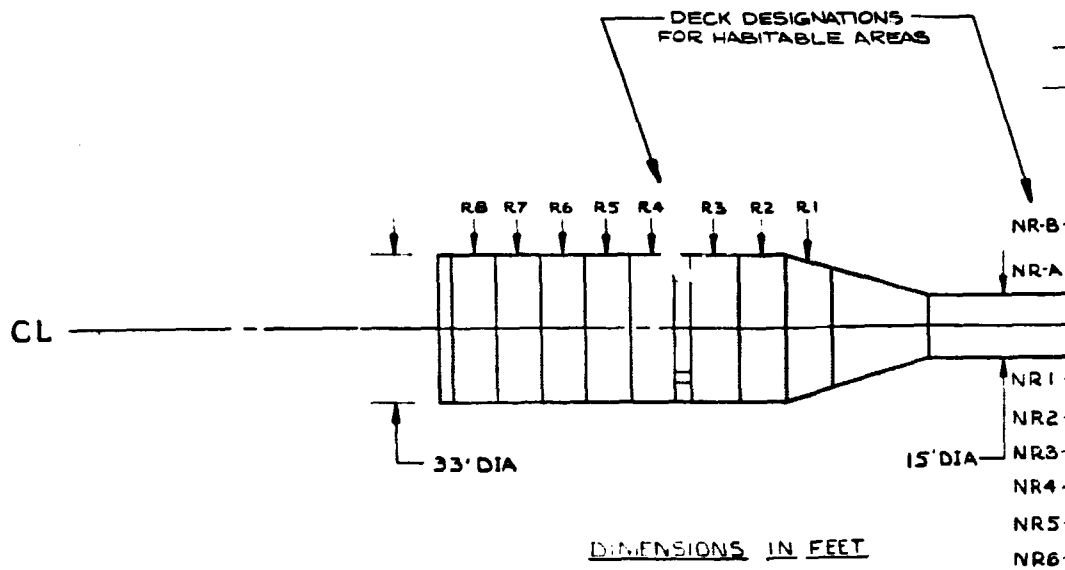 DECK DESIGNATIONS
FOR HABITABLE AREAS
R8 R7 R6 R5 R4 R3 R2 R1
NR-B
NR-A
CL
NR1
NR2
33' DIA
15' DIA
NR3
NR4
NR5
DIMENSIONS IN FEET
NR6